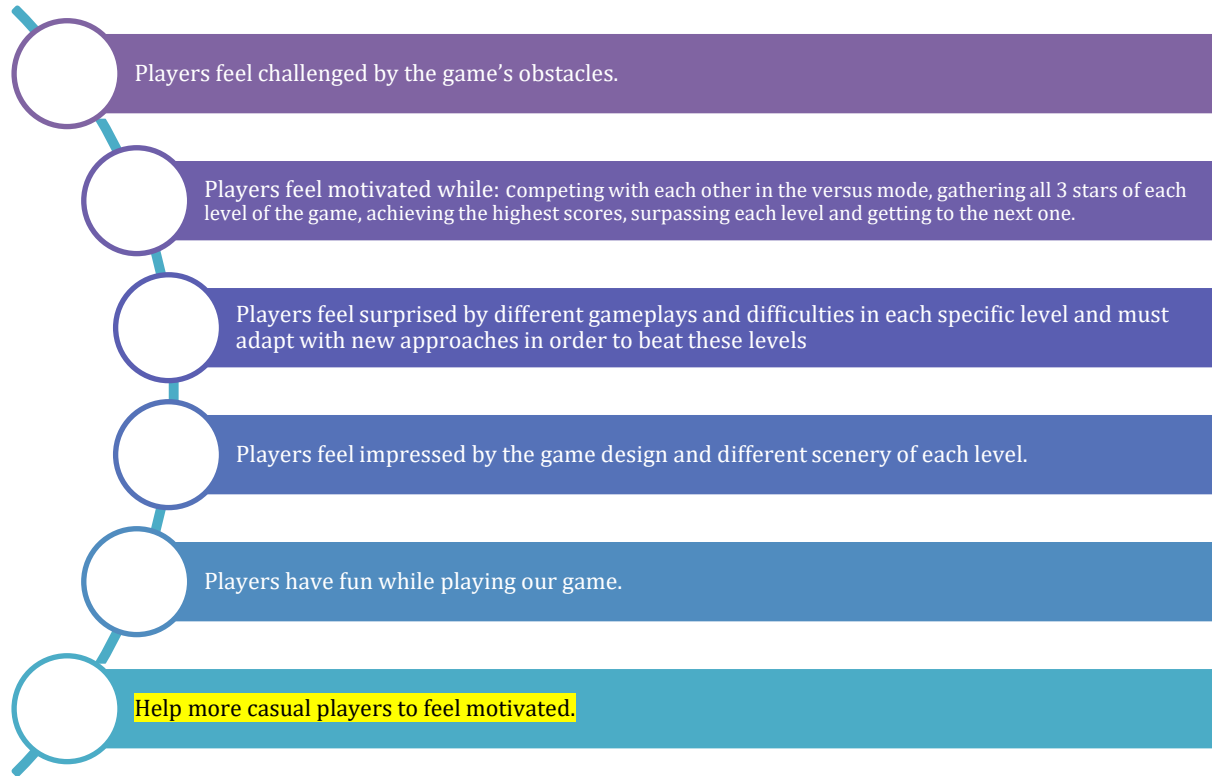 Players feel challenged by the game’s obstacles.
Players feel motivated while: competing with each other in the versus mode, gathering all 3 stars of each
level of the game, achieving the highest scores, surpassing each level and getting to the next one.
Players feel surprised by different gameplays and difficulties in each specific level and must
adapt with new approaches in order to beat these levels
Players feel impressed by the game design and different scenery of each level.
Players have fun while playing our game.
Help more casual players to feel motivated.